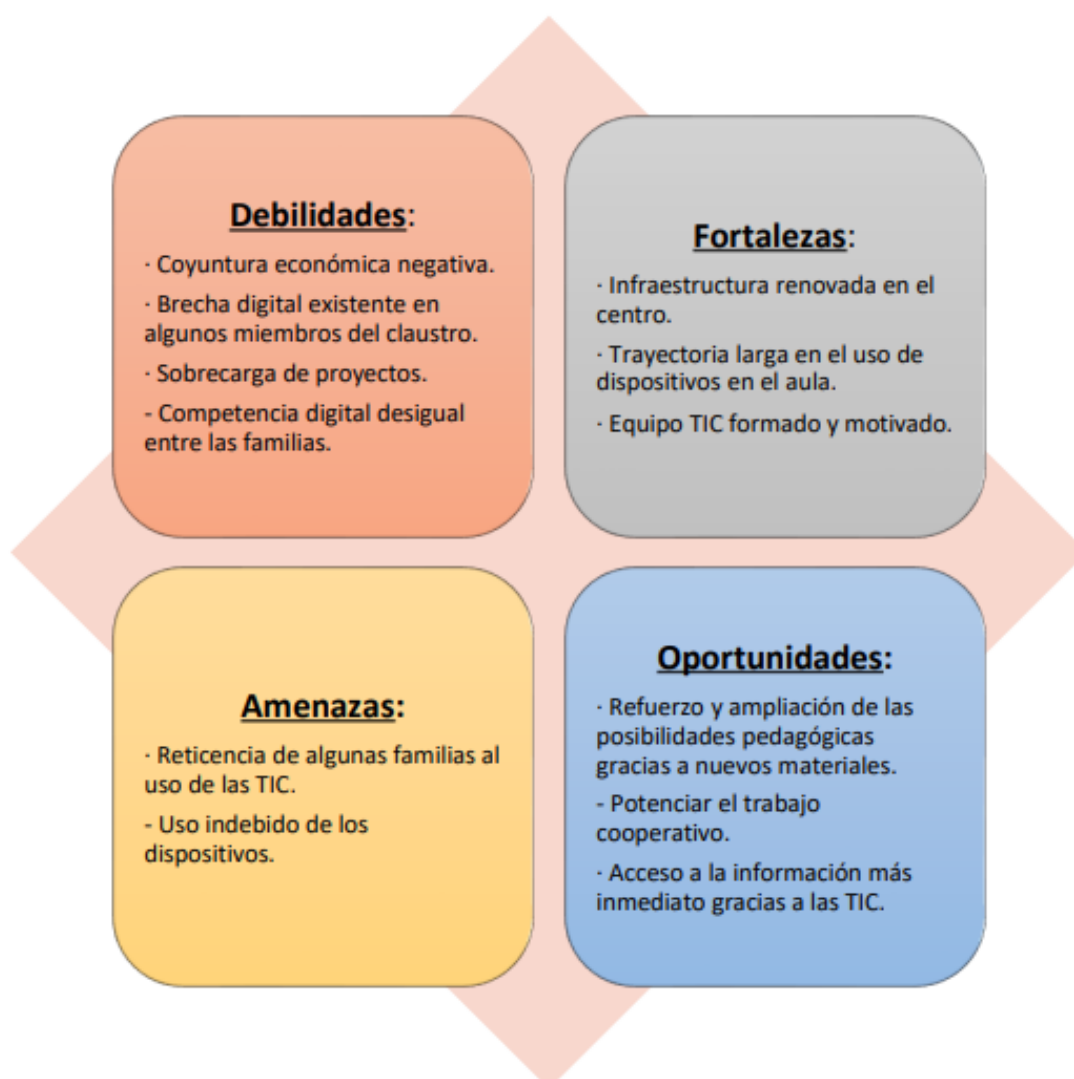 Debilidades:
· Coyuntura económica negativa.
· Brecha digital existente en
algunos miembros del claustro.
· Sobrecarga de proyectos.
- Competencia digital desigual
entre las familias.
Fortalezas:
· Infraestructura renovada en el
centro.
· Trayectoria larga en el uso de
dispositivos en el aula.
· Equipo TIC formado y motivado.
Amenazas:
· Reticencia de algunas familias al
uso de las TIC.
- Uso indebido de los
dispositivos.
Oportunidades:
· Refuerzo y ampliación de las
posibilidades pedagógicas
gracias a nuevos materiales.
- Potenciar el trabajo
cooperativo.
· Acceso a la información más
inmediato gracias a las TIC.